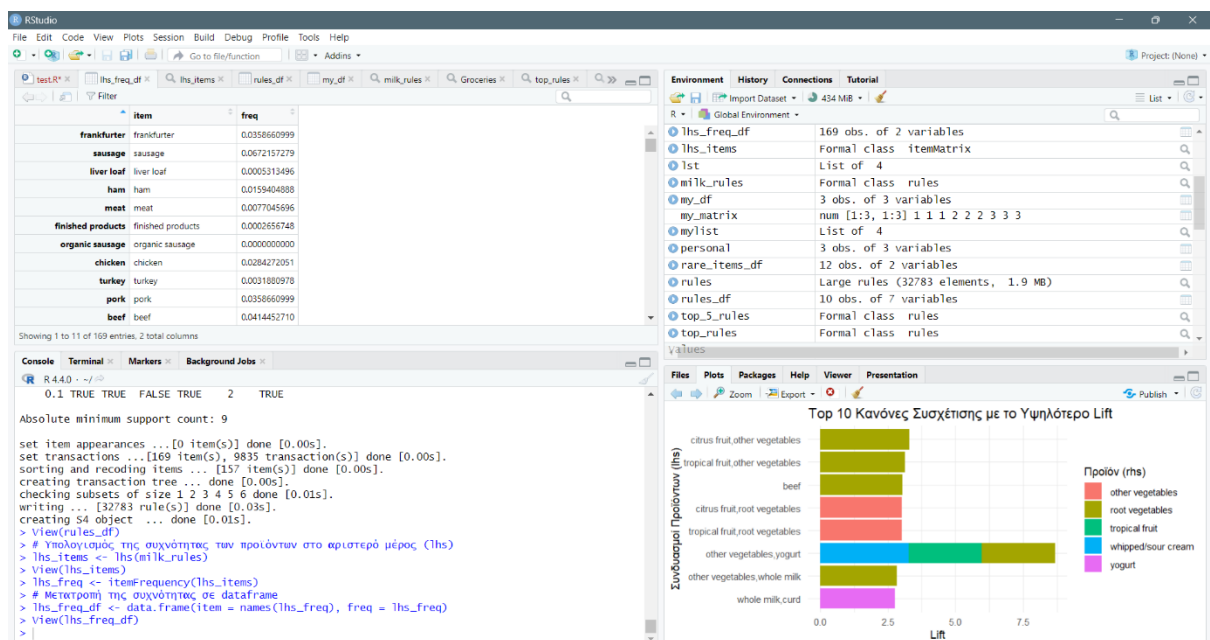 RStudio
File Edit Code View Plots Session Build Debug Profile Tools Help
Go to file/function Addins Project: (None)
test.R* lhs_freq_df lhs_items rules_df my_df milk_rules Groceries top_rules
Filter
item freq
frankfurter frankfurter 0.0358660999
sausage sausage 0.0672157279
liver loaf liver loaf 0.0005313496
ham ham 0.0159404888
meat meat 0.0077045696
finished products finished products 0.0002656748
organic sausage organic sausage 0.0000000000
chicken chicken 0.0284272051
turkey turkey 0.0031880978
pork pork 0.0358660999
beef beef 0.0414452710
Showing 1 to 11 of 169 entries, 2 total columns
Console Terminal Markers Background Jobs
R 4.4.0 · ~/
0.1 TRUE TRUE FALSE TRUE 2 TRUE
Absolute minimum support count: 9
set item appearances ...[0 item(s)] done [0.00s].
set transactions ...[169 item(s), 9835 transaction(s)] done [0.00s].
sorting and recoding items ... [157 item(s)] done [0.00s].
creating transaction tree ... done [0.00s].
checking subsets of size 1 2 3 4 5 6 done [0.01s].
writing ... [32783 rule(s)] done [0.03s].
creating S4 object ... done [0.01s].
> View(rules_df)
> # Υπολογισμός της συχνότητας των προϊόντων στο αριστερό μέρος (lhs)
> lhs_items <- lhs(milk_rules)
> View(lhs_items)
> lhs_freq <- itemFrequency(lhs_items)
> # Μετατροπή της συχνότητας σε dataframe
> lhs_freq_df <- data.frame(item = names(lhs_freq), freq = lhs_freq)
> View(lhs_freq_df)
>
Environment History Connections Tutorial
Import Dataset 434 MiB List
R Global Environment
lhs_freq_df 169 obs. of 2 variables
lhs_items Formal class itemMatrix
lst List of 4
milk_rules Formal class rules
my_df 3 obs. of 3 variables
my_matrix num [1:3, 1:3] 1 1 1 2 2 2 3 3 3
mylist List of 4
personal 3 obs. of 3 variables
rare_items_df 12 obs. of 2 variables
rules Large rules (32783 elements, 1.9 MB)
rules_df 10 obs. of 7 variables
top_5_rules Formal class rules
top_rules Formal class rules
Values
Files Plots Packages Help Viewer Presentation
Zoom Export Publish
Top 10 Κανόνες Συσχέτισης με το Υψηλότερο Lift
Συνδυασμοί Προϊόντων (lhs)
citrus fruit,other vegetables
tropical fruit,other vegetables
beef
citrus fruit,root vegetables
tropical fruit,root vegetables
other vegetables,yogurt
other vegetables,whole milk
whole milk,curd
0.0 2.5 5.0 7.5
Lift
Προϊόν (rhs)
other vegetables
root vegetables
tropical fruit
whipped/sour cream
yogurt